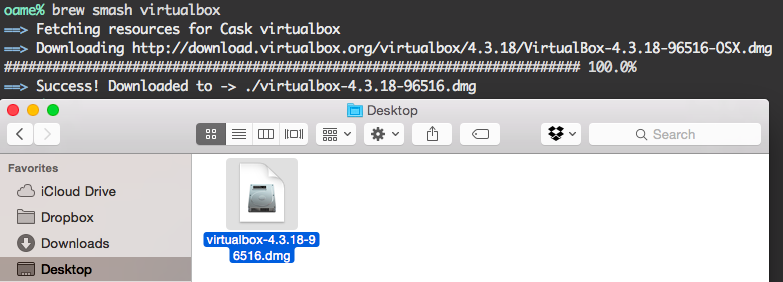 oame% brew smash virtualbox
==> Fetching resources for Cask virtualbox
==> Downloading http://download.virtualbox.org/virtualbox/4.3.18/VirtualBox-4.3.18-96516-OSX.dmg
######################################################################## 100.0%
==> Success! Downloaded to -> ./virtualbox-4.3.18-96516.dmg
Desktop
Search
Favorites
iCloud Drive
Dropbox
Downloads
Desktop
virtualbox-4.3.18-9
6516.dmg